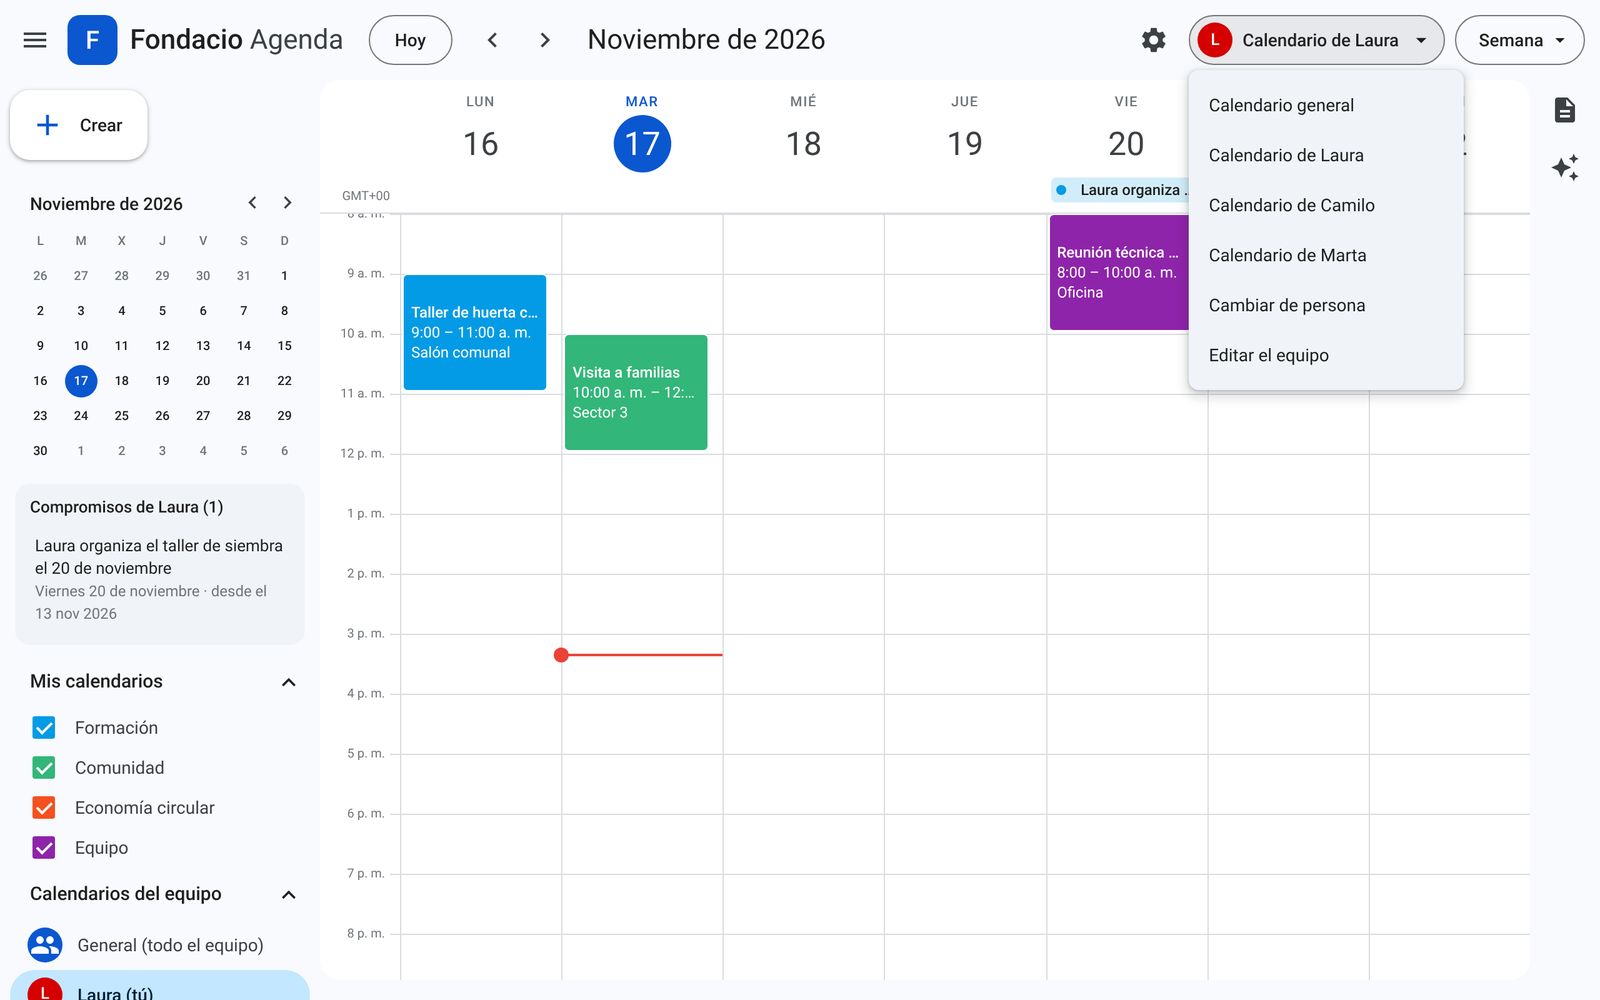 F Fondacio Agenda
Hoy
Noviembre de 2026
L Calendario de Laura
Semana
Crear
Noviembre de 2026
L M X J V S D
26 27 28 29 30 31 1
2 3 4 5 6 7 8
9 10 11 12 13 14 15
16 17 18 19 20 21 22
23 24 25 26 27 28 29
30 1 2 3 4 5 6
Compromisos de Laura (1)
Laura organiza el taller de siembra
el 20 de noviembre
Viernes 20 de noviembre · desde el
13 nov 2026
Mis calendarios
Formación
Comunidad
Economía circular
Equipo
Calendarios del equipo
General (todo el equipo)
L Laura (tú)
LUN MAR MIÉ JUE VIE
16 17 18 19 20
GMT+00
Laura organiza ...
8 a. m.
9 a. m.
10 a. m.
11 a. m.
12 p. m.
1 p. m.
2 p. m.
3 p. m.
4 p. m.
5 p. m.
6 p. m.
7 p. m.
8 p. m.
Taller de huerta c...
9:00 – 11:00 a. m.
Salón comunal
Visita a familias
10:00 a. m. – 12:...
Sector 3
Reunión técnica ...
8:00 – 10:00 a. m.
Oficina
Calendario general
Calendario de Laura
Calendario de Camilo
Calendario de Marta
Cambiar de persona
Editar el equipo